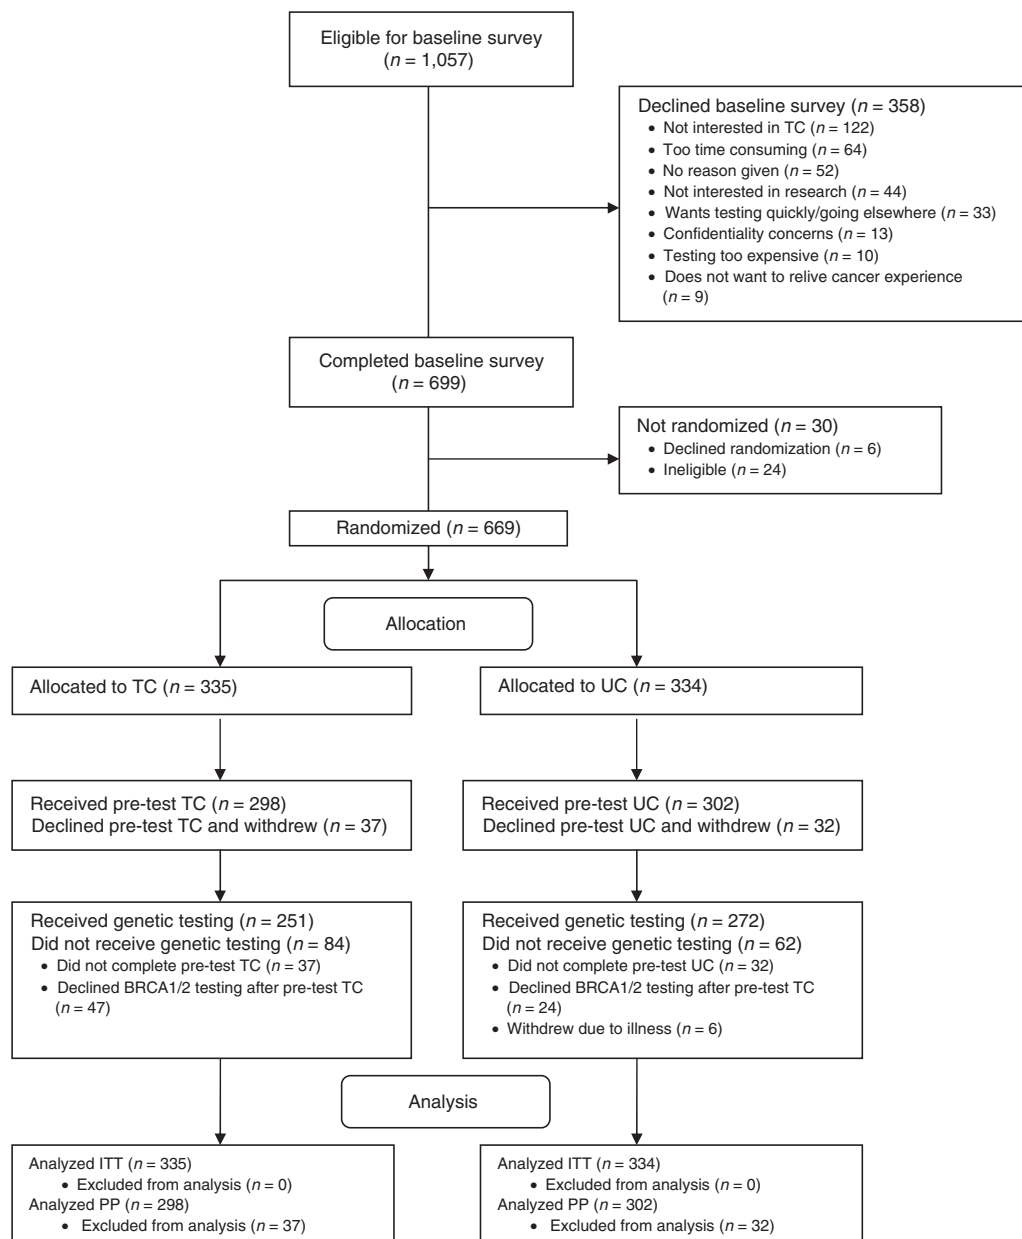 Eligible for baseline survey
(n = 1,057)
Declined baseline survey (n = 358)
• Not interested in TC (n = 122)
• Too time consuming (n = 64)
• No reason given (n = 52)
• Not interested in research (n = 44)
• Wants testing quickly/going elsewhere (n = 33)
• Confidentiality concerns (n = 13)
• Testing too expensive (n = 10)
• Does not want to relive cancer experience
(n = 9)
Completed baseline survey
(n = 699)
Not randomized (n = 30)
• Declined randomization (n = 6)
• Ineligible (n = 24)
Randomized (n = 669)
Allocation
Allocated to TC (n = 335)
Allocated to UC (n = 334)
Received pre-test TC (n = 298)
Declined pre-test TC and withdrew (n = 37)
Received pre-test UC (n = 302)
Declined pre-test UC and withdrew (n = 32)
Received genetic testing (n = 251)
Did not receive genetic testing (n = 84)
• Did not complete pre-test TC (n = 37)
• Declined BRCA1/2 testing after pre-test TC
(n = 47)
Received genetic testing (n = 272)
Did not receive genetic testing (n = 62)
• Did not complete pre-test UC (n = 32)
• Declined BRCA1/2 testing after pre-test TC
(n = 24)
• Withdrew due to illness (n = 6)
Analysis
Analyzed ITT (n = 335)
• Excluded from analysis (n = 0)
Analyzed PP (n = 298)
• Excluded from analysis (n = 37)
Analyzed ITT (n = 334)
• Excluded from analysis (n = 0)
Analyzed PP (n = 302)
• Excluded from analysis (n = 32)